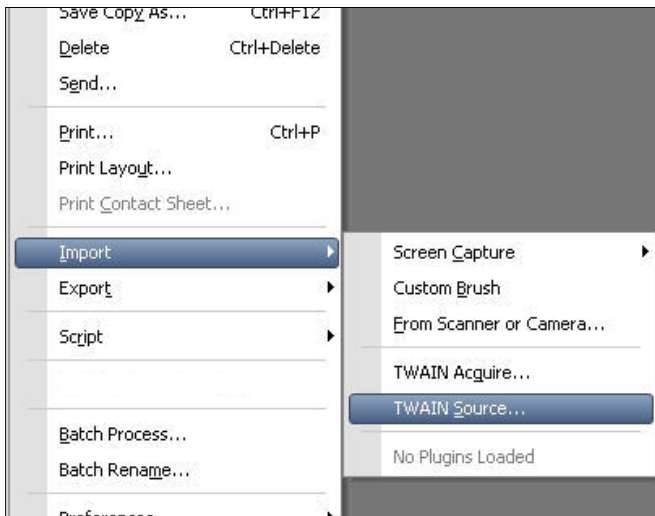 Save Copy As... Ctrl+F12
Delete Ctrl+Delete
Send...
Print... Ctrl+P
Print Layout...
Print Contact Sheet...
Import
Export
Script
Batch Process...
Batch Rename...
Preferences
Screen Capture
Custom Brush
From Scanner or Camera...
TWAIN Acquire...
TWAIN Source...
No Plugins Loaded